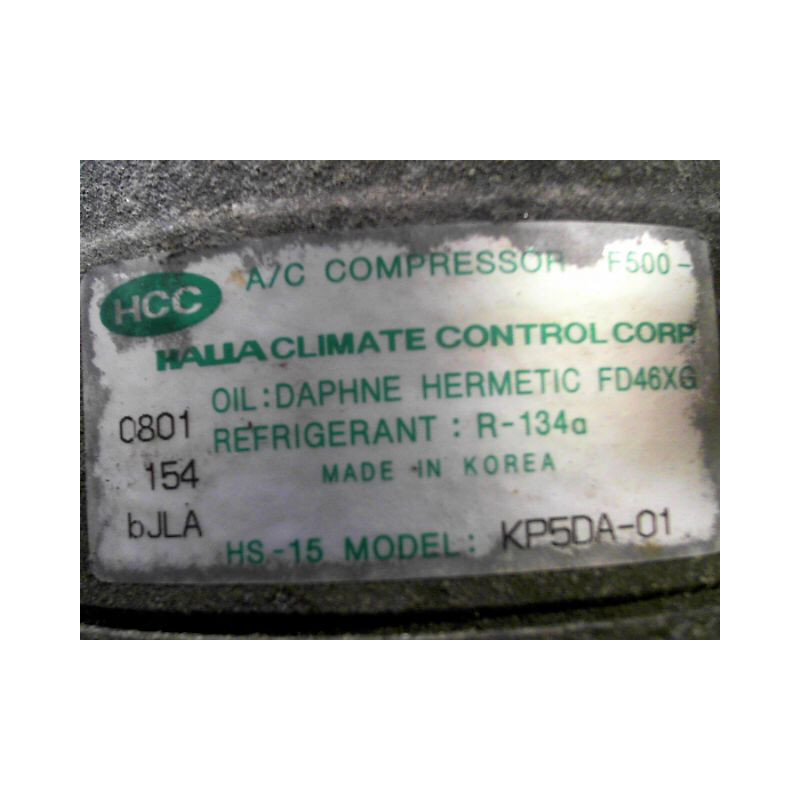 HCC
A/C COMPRESSOR F500-
HALLA CLIMATE CONTROL CORP.
OIL:DAPHNE HERMETIC FD46XG
0801 REFRIGERANT : R-134a
154 MADE IN KOREA
bJLA
HS-15 MODEL: KP5DA-01